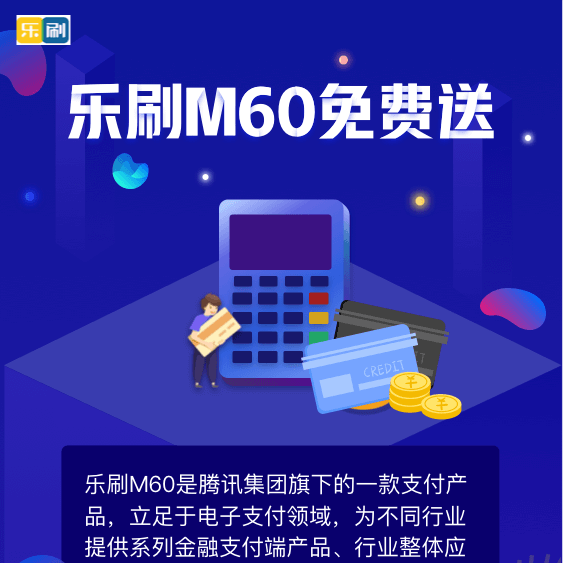 乐刷
乐刷M60免费送
CREDIT
乐刷M60是腾讯集团旗下的一款支付产
品，立足于电子支付领域，为不同行业
提供系列金融支付端产品、行业整体应